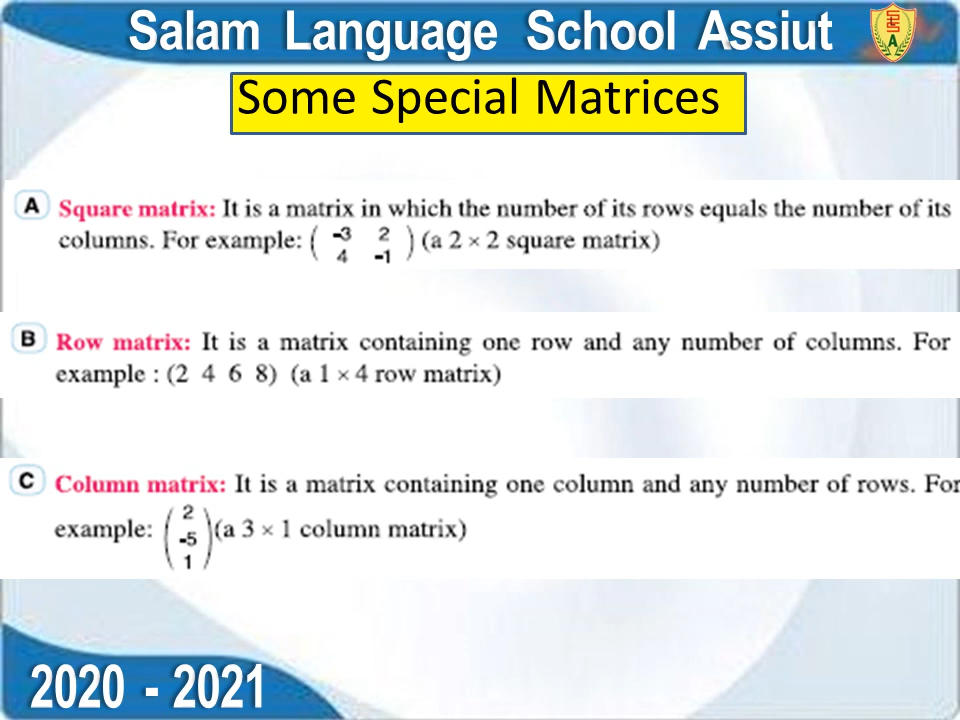 Salam Language School Assiut
Some Special Matrices
A Square matrix: It is a matrix in which the number of its rows equals the number of its
columns. For example: ( -3 2
4 -1 ) (a 2 × 2 square matrix)
B Row matrix: It is a matrix containing one row and any number of columns. For
example : (2 4 6 8) (a 1 × 4 row matrix)
C Column matrix: It is a matrix containing one column and any number of rows. For
example: ( 2
-5
1 ) (a 3 × 1 column matrix)
2020 - 2021